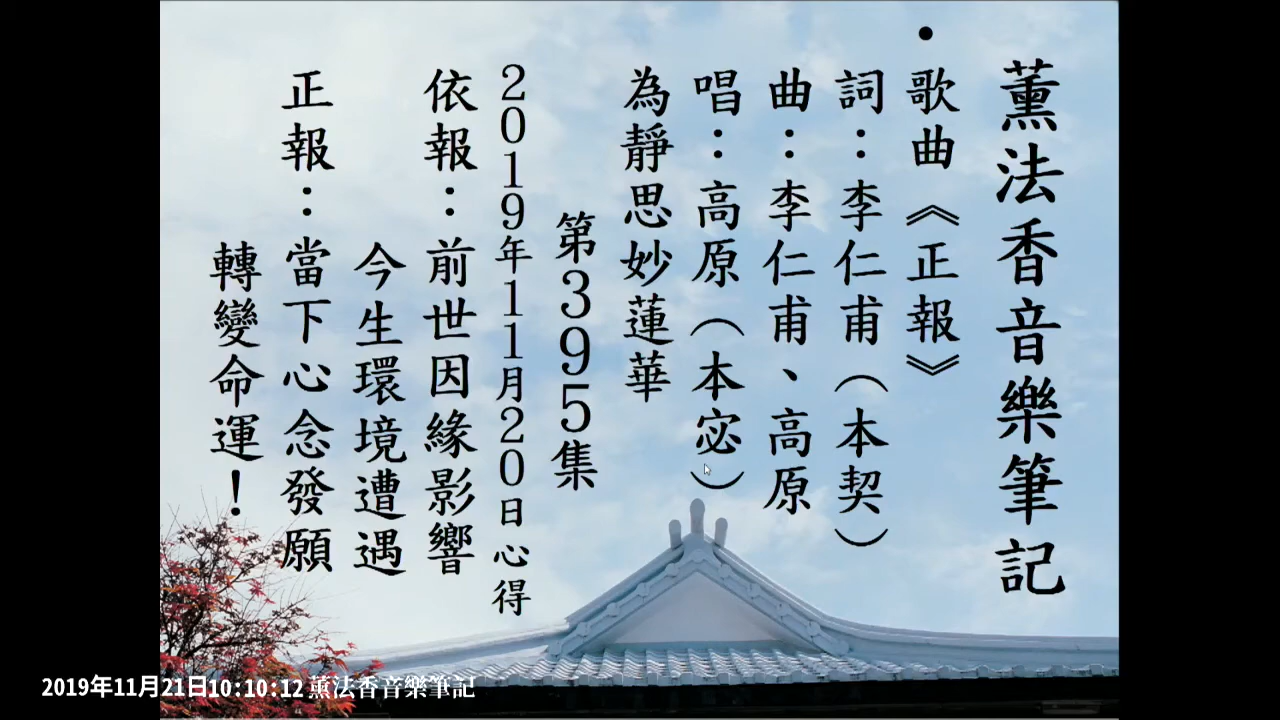 薰法香音樂筆記
•歌曲《正報》
詞：李仁甫（本契）
曲：李仁甫、高原
唱：高原（本宓）
為靜思妙蓮華
第395集
2019年11月20日心得
依報：前世因緣影響
今生環境遭遇
正報：當下心念發願
轉變命運！
2019年11月21日10:10:12 薰法香音樂筆記